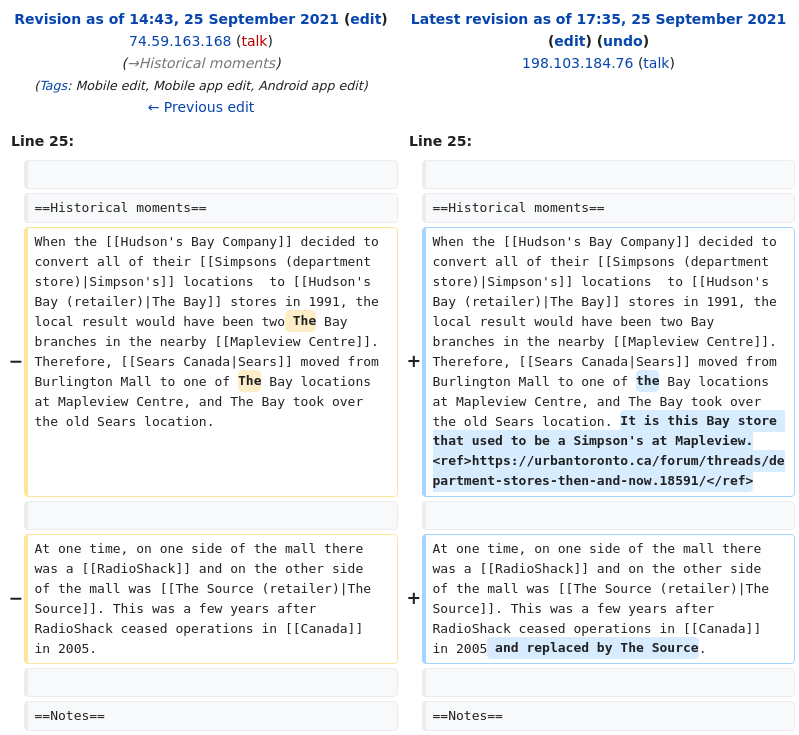 Revision as of 14:43, 25 September 2021 (edit)
74.59.163.168 (talk)
(→Historical moments)
(Tags: Mobile edit, Mobile app edit, Android app edit)
← Previous edit
Latest revision as of 17:35, 25 September 2021
(edit) (undo)
198.103.184.76 (talk)
Line 25:
Line 25:
==Historical moments==
==Historical moments==
−
When the [[Hudson's Bay Company]] decided to
convert all of their [[Simpsons (department
store)|Simpson's]] locations  to [[Hudson's
Bay (retailer)|The Bay]] stores in 1991, the
local result would have been two The Bay
branches in the nearby [[Mapleview Centre]].
Therefore, [[Sears Canada|Sears]] moved from
Burlington Mall to one of The Bay locations
at Mapleview Centre, and The Bay took over
the old Sears location.
+
When the [[Hudson's Bay Company]] decided to
convert all of their [[Simpsons (department
store)|Simpson's]] locations  to [[Hudson's
Bay (retailer)|The Bay]] stores in 1991, the
local result would have been two Bay
branches in the nearby [[Mapleview Centre]].
Therefore, [[Sears Canada|Sears]] moved from
Burlington Mall to one of the Bay locations
at Mapleview Centre, and The Bay took over
the old Sears location. It is this Bay store
that used to be a Simpson's at Mapleview.
<ref>https://urbantoronto.ca/forum/threads/de
partment-stores-then-and-now.18591/</ref>
−
At one time, on one side of the mall there
was a [[RadioShack]] and on the other side
of the mall was [[The Source (retailer)|The
Source]]. This was a few years after
RadioShack ceased operations in [[Canada]]
in 2005.
+
At one time, on one side of the mall there
was a [[RadioShack]] and on the other side
of the mall was [[The Source (retailer)|The
Source]]. This was a few years after
RadioShack ceased operations in [[Canada]]
in 2005 and replaced by The Source.
==Notes==
==Notes==